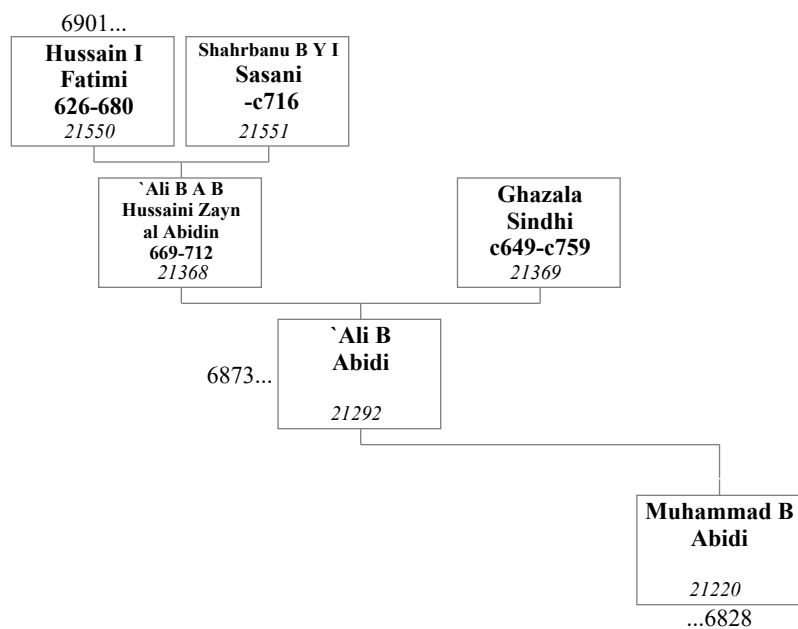 6901...
Hussain I
Fatimi
626-680
21550
Shahrbanu B Y I
Sasani
-c716
21551
`Ali B A B
Hussaini Zayn
al Abidin
669-712
21368
Ghazala
Sindhi
c649-c759
21369
6873...
`Ali B
Abidi
21292
Muhammad B
Abidi
21220
...6828